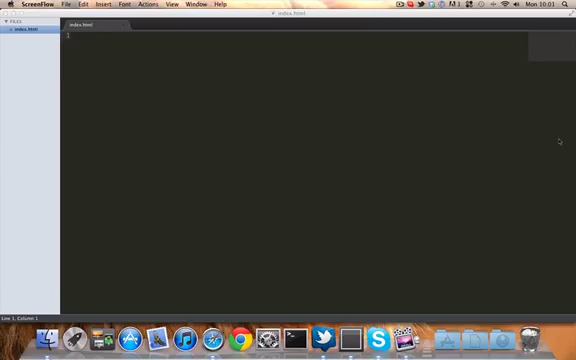 ScreenFlow File Edit Insert Font Actions View Window Help 1 Mon 10:01
index.html
FILES
index.html
index.html
1
Line 1, Column 1